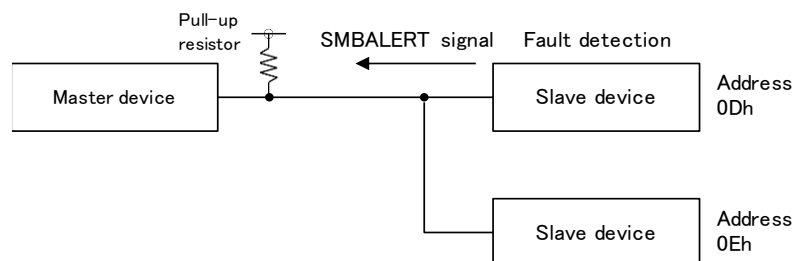 Pull-up
resistor
SMBALERT signal
Fault detection
Master device
Slave device
Address
0Dh
Slave device
Address
0Eh